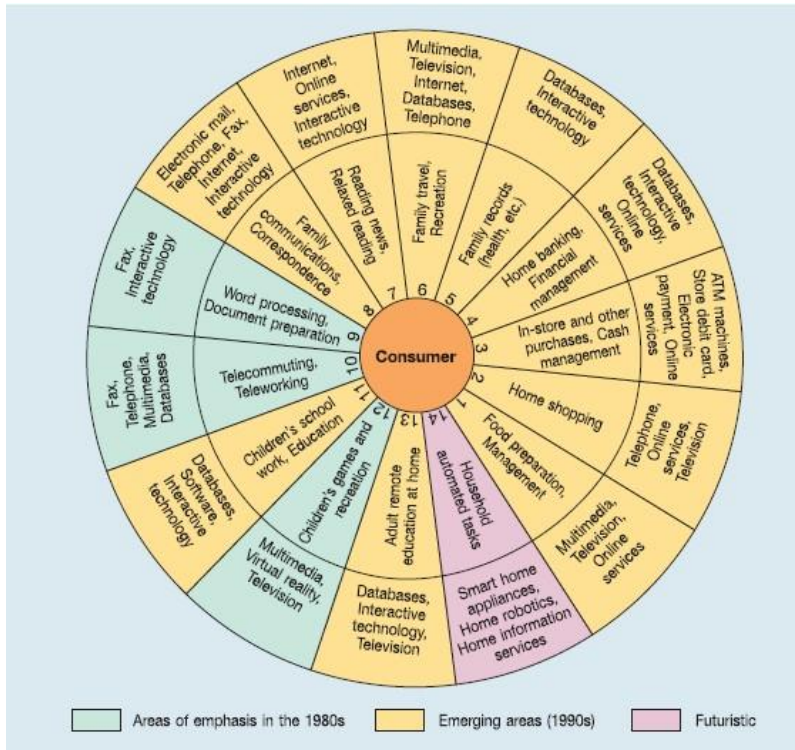 Consumer
1
Food preparation,
Management
Multimedia,
Television,
Online
services
2
Home shopping
Telephone,
Online
services,
Television
3
In-store and other
purchases, Cash
management
ATM machines,
Store debit card,
Electronic
payment, Online
services
4
Home banking,
Financial
management
Databases,
Interactive
technology,
Online
services
5
Family records
(health, etc.)
Databases,
Interactive
technology
6
Family travel,
Recreation
Multimedia,
Television,
Internet,
Databases,
Telephone
7
Reading news,
Relaxed reading
Internet,
Online
services,
Interactive
technology
8
Family
communications,
Correspondence
Electronic mail,
Telephone, Fax,
Internet,
Interactive
technology
9
Word processing,
Document preparation
Fax,
Interactive
technology
10
Telecommuting,
Teleworking
Fax,
Telephone,
Multimedia,
Databases
11
Children's school
work, Education
Databases,
Software,
Interactive
technology
12
Children's games and
recreation
Multimedia,
Virtual reality,
Television
13
Adult remote
education at home
Databases,
Interactive
technology,
Television
14
Household
automated tasks
Smart home
appliances,
Home robotics,
Home information
services
Areas of emphasis in the 1980s
Emerging areas (1990s)
Futuristic